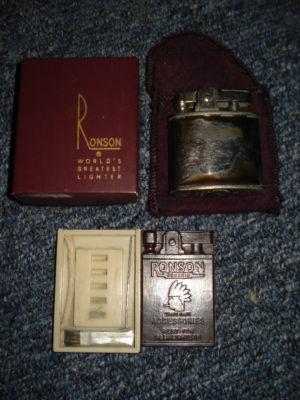 RONSON
WORLD'S
GREATEST
LIGHTER
RONSON
TRADE MARK
ACCESSORIES